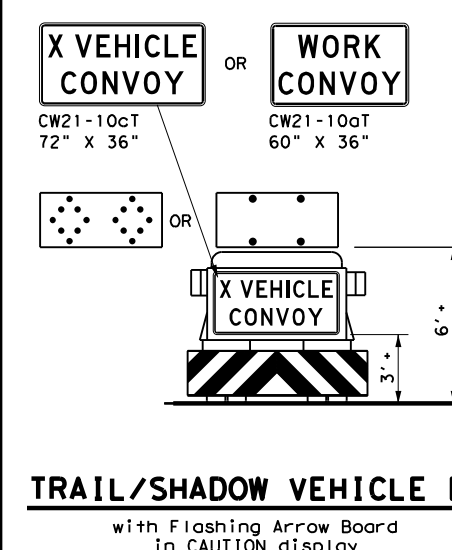 X VEHICLE
CONVOY
OR
WORK
CONVOY
CW21-10cT
72" X 36"
CW21-10aT
60" X 36"
OR
X VEHICLE
CONVOY
6'+
3'+
TRAIL/SHADOW VEHICLE
with Flashing Arrow Board
in CAUTION display